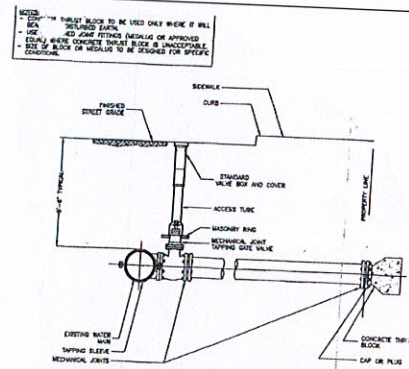 NOTES:
- THRUST BLOCK TO BE USED ONLY WHERE IT WILL
DISTURBED EARTH.
- USE JOINT FITTINGS (MEGALUG OR APPROVED
EQUAL) WHERE CONCRETE THRUST BLOCK IS UNACCEPTABLE.
- SIZE OF BLOCK OR MEGALUG TO BE DESIGNED FOR SPECIFIC
CONDITIONS.
SIDEWALK
CURB
FINISHED
STREET GRADE
STANDARD
VALVE BOX AND COVER
TYPICAL
PROPERTY LINE
ACCESS TUBE
MASONRY RING
MECHANICAL JOINT
TAPPING GATE VALVE
EXISTING WATER
MAIN
TAPPING SLEEVE
MECHANICAL JOINTS
CONCRETE THR
BLOCK
CAP OR PLUG